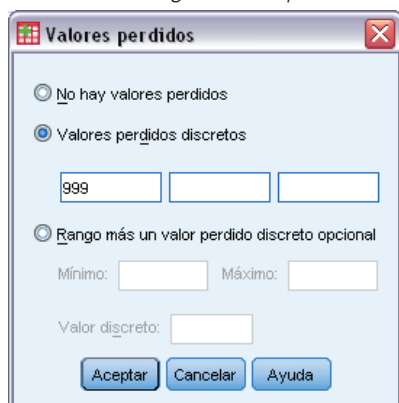 Valores perdidos
No hay valores perdidos
Valores perdidos discretos
999
Rango más un valor perdido discreto opcional
Mínimo: Máximo:
Valor discreto:
Aceptar Cancelar Ayuda